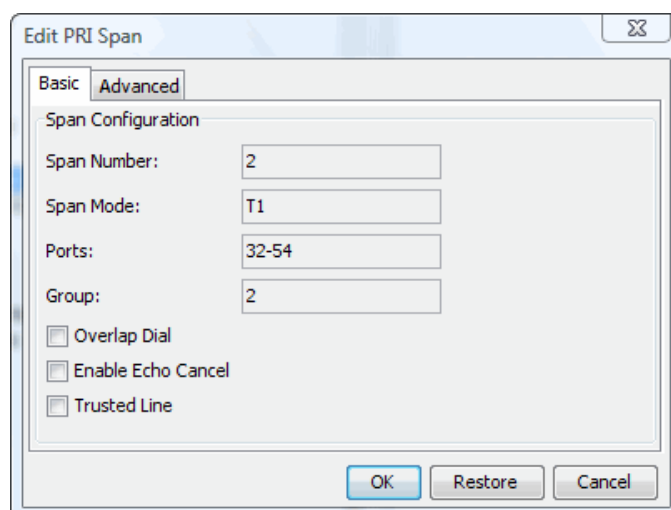 Edit PRI Span
Basic Advanced
Span Configuration
Span Number: 2
Span Mode: T1
Ports: 32-54
Group: 2
Overlap Dial
Enable Echo Cancel
Trusted Line
OK Restore Cancel